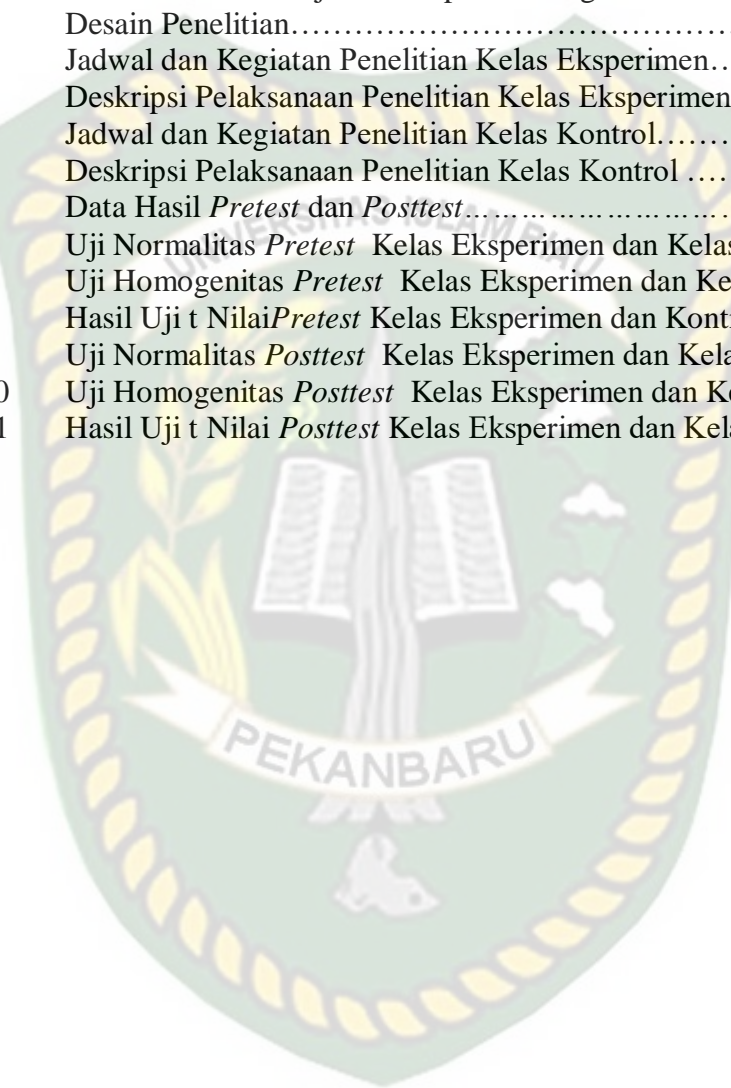 Desain Penelitian……………………………………
Jadwal dan Kegiatan Penelitian Kelas Eksperimen…
Deskripsi Pelaksanaan Penelitian Kelas Eksperimen
Jadwal dan Kegiatan Penelitian Kelas Kontrol………
Deskripsi Pelaksanaan Penelitian Kelas Kontrol ……
Data Hasil Pretest dan Posttest…………………………
Uji Normalitas Pretest Kelas Eksperimen dan Kelas
Uji Homogenitas Pretest Kelas Eksperimen dan Ke
Hasil Uji t NilaiPretest Kelas Eksperimen dan Kont
Uji Normalitas Posttest Kelas Eksperimen dan Kela
0 Uji Homogenitas Posttest Kelas Eksperimen dan Ke
1 Hasil Uji t Nilai Posttest Kelas Eksperimen dan Kela
UNIVERSITAS ISLAM RIAU
PEKANBARU